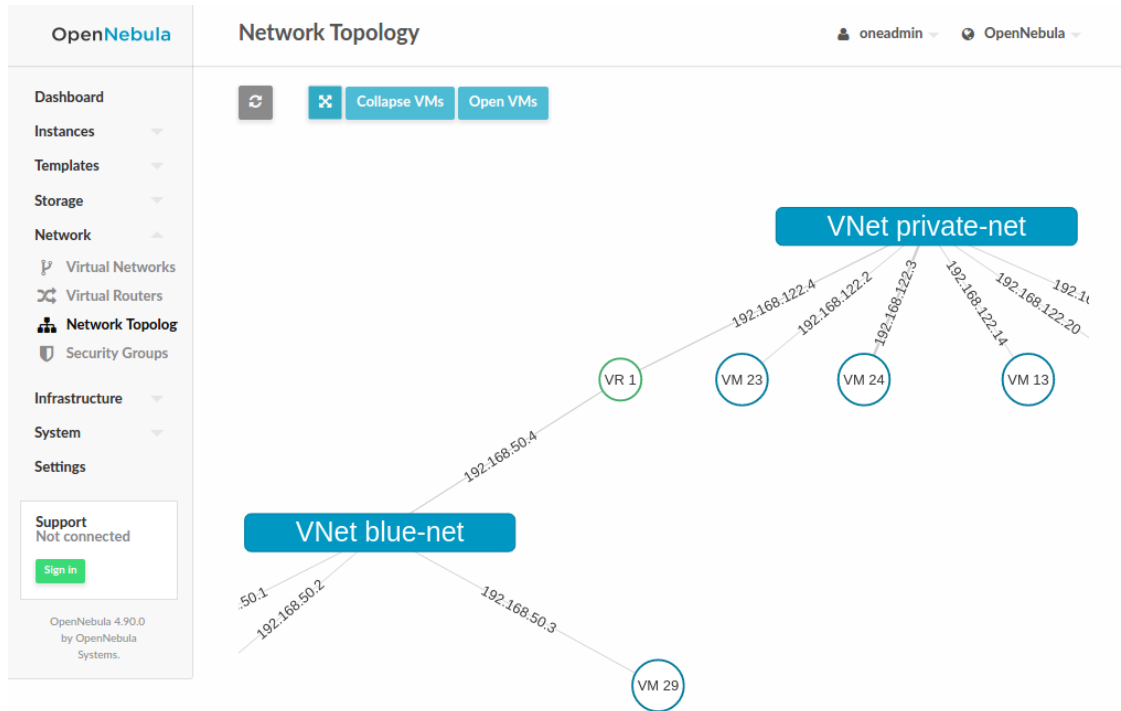 OpenNebula
Network Topology
oneadmin
OpenNebula
Dashboard
Instances
Templates
Storage
Network
Virtual Networks
Virtual Routers
Network Topolog
Security Groups
Infrastructure
System
Settings
Support
Not connected
Sign in
OpenNebula 4.90.0
by OpenNebula
Systems.
Collapse VMs
Open VMs
VNet private-net
192.168.122.4
192.168.122.2
192.168.122.3
192.168.122.14
192.168.122.20
192.1
VR 1
VM 23
VM 24
VM 13
192.168.50.4
VNet blue-net
.50.1
192.168.50.2
192.168.50.3
VM 29